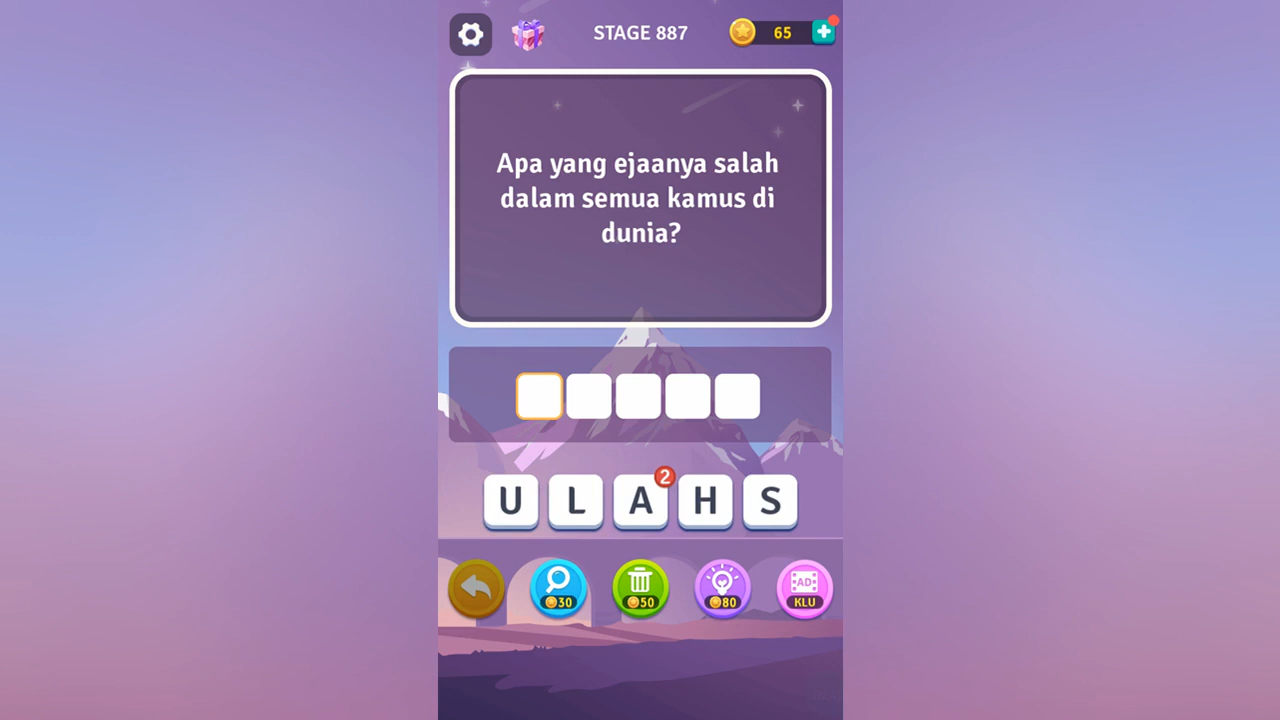 STAGE 887
65
Apa yang ejaanya salah
dalam semua kamus di
dunia?
2
U L A H S
30
50
80
AD
KLU